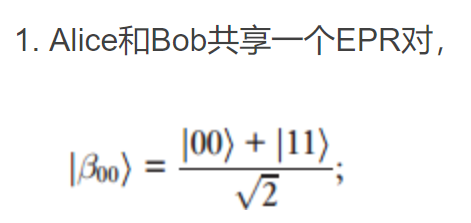 1. Alice和Bob共享一个EPR对，
|β₀₀⟩ = |00⟩ + |11⟩ / √2 ;